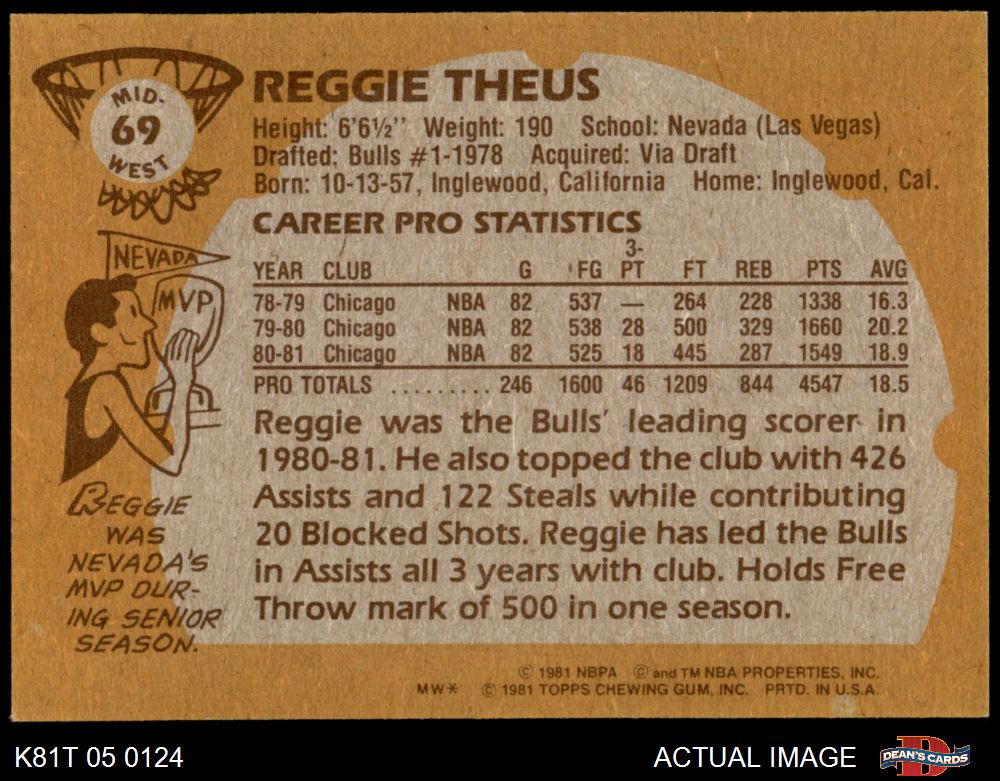 MID-
69
WEST
REGGIE THEUS
Height: 6'6½'' Weight: 190 School: Nevada (Las Vegas)
Drafted: Bulls #1-1978 Acquired: Via Draft
Born: 10-13-57, Inglewood, California Home: Inglewood, Cal.
CAREER PRO STATISTICS
YEAR CLUB G FG 3-PT FT REB PTS AVG
78-79 Chicago NBA 82 537 — 264 228 1338 16.3
79-80 Chicago NBA 82 538 28 500 329 1660 20.2
80-81 Chicago NBA 82 525 18 445 287 1549 18.9
PRO TOTALS .......... 246 1600 46 1209 844 4547 18.5
Reggie was the Bulls' leading scorer in
1980-81. He also topped the club with 426
Assists and 122 Steals while contributing
20 Blocked Shots. Reggie has led the Bulls
in Assists all 3 years with club. Holds Free
Throw mark of 500 in one season.
NEVADA
MVP
REGGIE
WAS
NEVADA'S
MVP DUR-
ING SENIOR
SEASON.
© 1981 NBPA © and TM NBA PROPERTIES, INC.
MW* © 1981 TOPPS CHEWING GUM, INC. PRTD. IN U.S.A.
K81T 05 0124 ACTUAL IMAGE DEAN'S CARDS